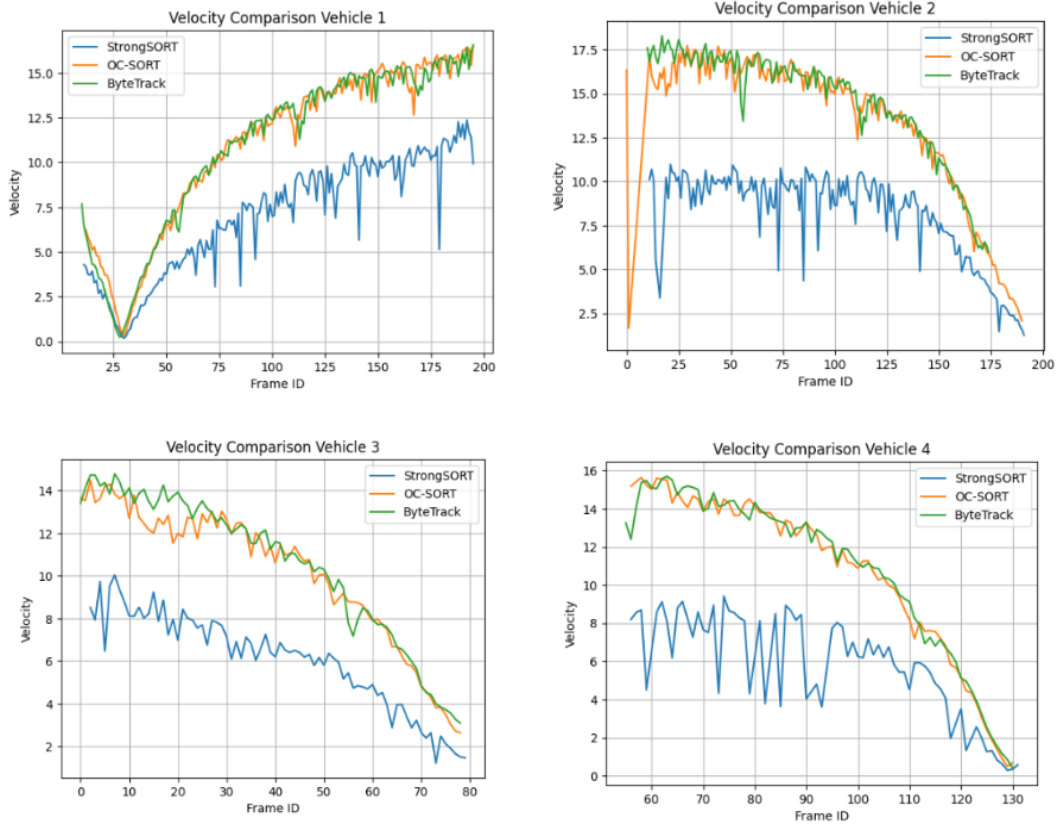 Velocity Comparison Vehicle 1
StrongSORT
OC-SORT
ByteTrack
15.0
12.5
10.0
7.5
5.0
2.5
0.0
Velocity
25 50 75 100 125 150 175 200
Frame ID
Velocity Comparison Vehicle 2
StrongSORT
OC-SORT
ByteTrack
17.5
15.0
12.5
10.0
7.5
5.0
2.5
Velocity
0 25 50 75 100 125 150 175 200
Frame ID
Velocity Comparison Vehicle 3
StrongSORT
OC-SORT
ByteTrack
14
12
10
8
6
4
2
Velocity
0 10 20 30 40 50 60 70 80
Frame ID
Velocity Comparison Vehicle 4
StrongSORT
OC-SORT
ByteTrack
16
14
12
10
8
6
4
2
0
Velocity
60 70 80 90 100 110 120 130
Frame ID